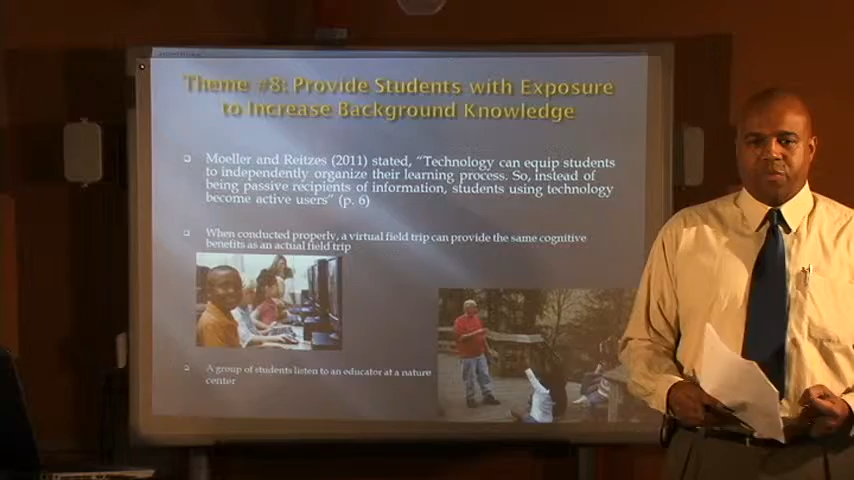 Theme #8: Provide Students with Exposure
to Increase Background Knowledge
Moeller and Reitzes (2011) stated, “Technology can equip students
to independently organize their learning process. So, instead of
being passive recipients of information, students using technology
become active users” (p. 6)
When conducted properly, a virtual field trip can provide the same cognitive
benefits as an actual field trip
A group of students listen to an educator at a nature
center